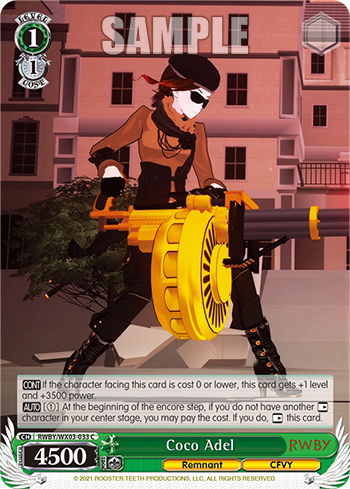 SAMPLE
LEVEL
1
1
COST
CONT If the character facing this card is cost 0 or lower, this card gets +1 level
and +3500 power.
AUTO [(1)] At the beginning of the encore step, if you do not have another
character in your center stage, you may pay the cost. If you do, this card.
CH RWBY/WX03-033 C
Coco Adel
RWBY
POWER
4500
Remnant
CFVY
© 2021 ROOSTER TEETH PRODUCTIONS, LLC, ALL RIGHTS RESERVED.